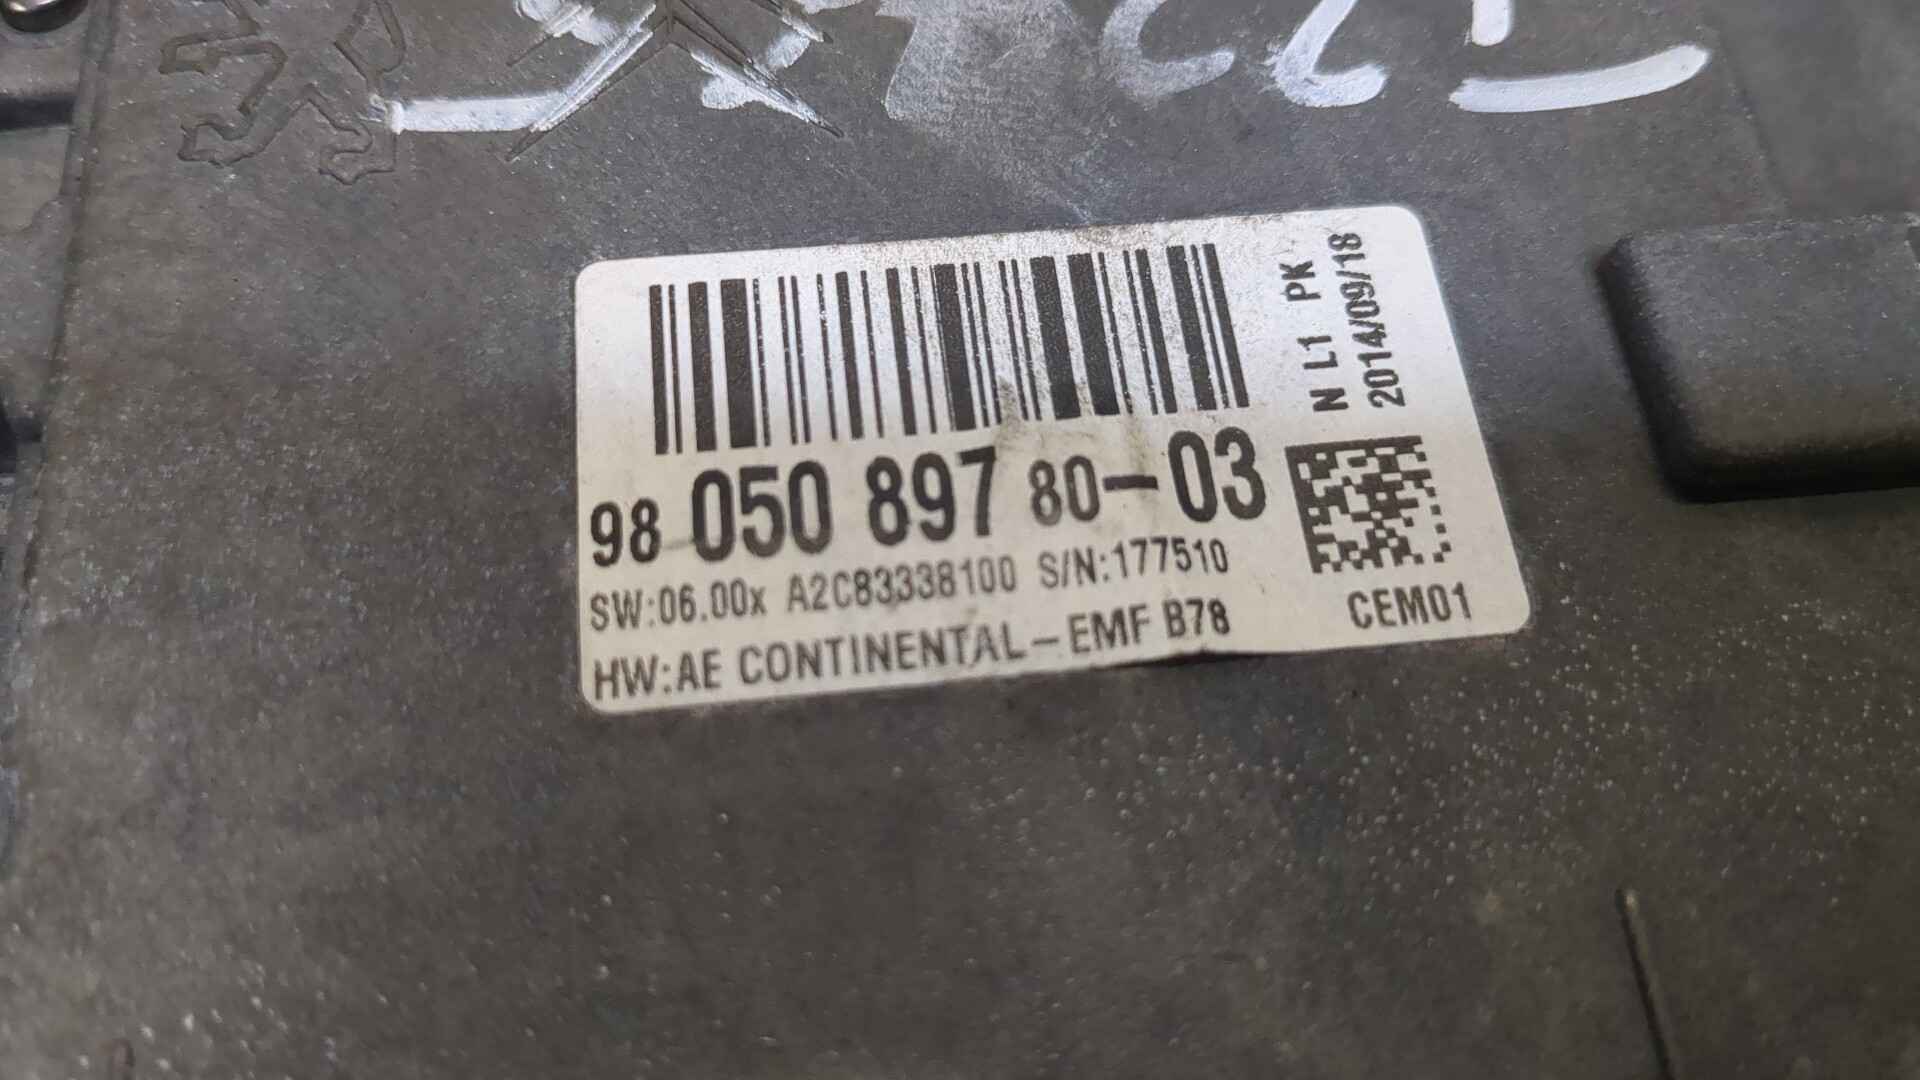 N L1 PK
2014/09/18
98 050 897 80-03
SW:06.00x A2C83338100 S/N:177510
HW:AE CONTINENTAL-EMF B78
CEM01